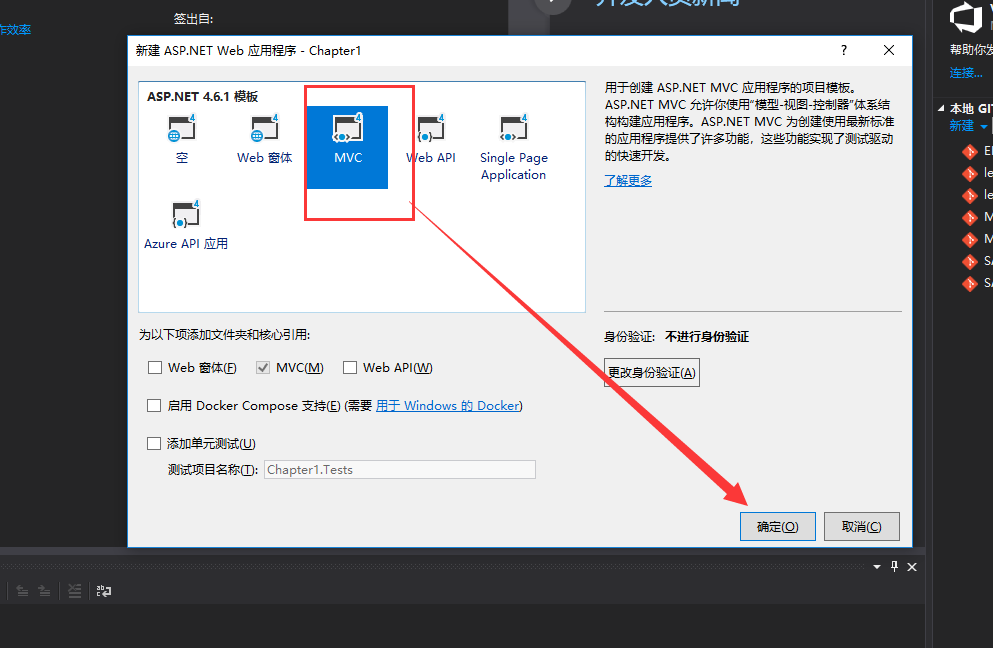 签出自:
作效率
新建 ASP.NET Web 应用程序 - Chapter1
?
ASP.NET 4.6.1 模板
空
Web 窗体
MVC
Web API
Single Page
Application
Azure API 应用
用于创建 ASP.NET MVC 应用程序的项目模板。
ASP.NET MVC 允许你使用“模型-视图-控制器”体系结
构构建应用程序。ASP.NET MVC 为创建使用最新标准
的应用程序提供了许多功能，这些功能实现了测试驱动
的快速开发。
了解更多
为以下项添加文件夹和核心引用:
Web 窗体(F)
MVC(M)
Web API(W)
启用 Docker Compose 支持(E) (需要 用于 Windows 的 Docker)
添加单元测试(U)
测试项目名称(T):
Chapter1.Tests
身份验证: 不进行身份验证
更改身份验证(A)
确定(O)
取消(C)
帮助你发
连接...
本地 GI
新建
le
le
M
M
SA
SA